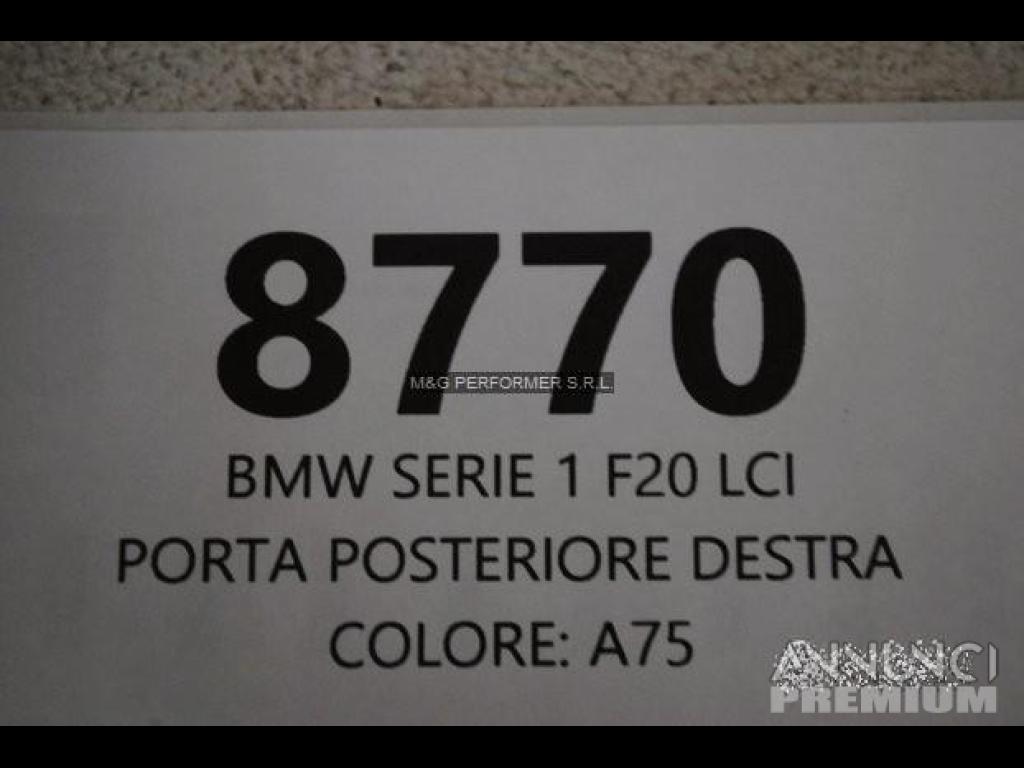 8770
M&G PERFORMER S.R.L.
BMW SERIE 1 F20 LCI
PORTA POSTERIORE DESTRA
COLORE: A75
ANNUNCI
PREMIUM